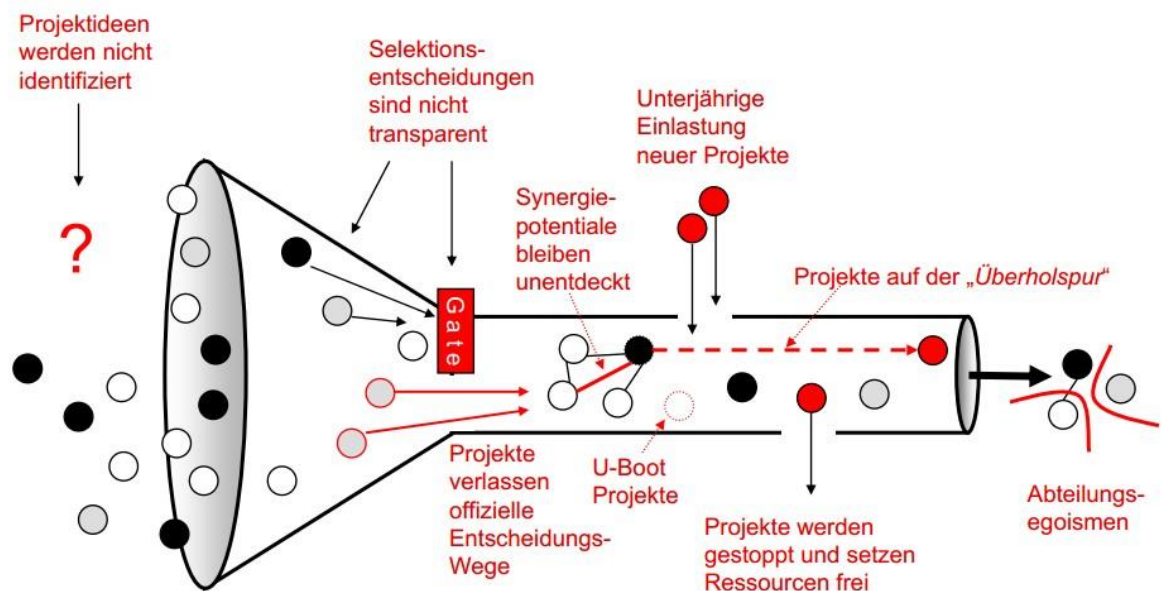 Projektideen
werden nicht
identifiziert
Selektions-
entscheidungen
sind nicht
transparent
Unterjährige
Einlastung
neuer Projekte
Synergie-
potentiale
bleiben
unentdeckt
Projekte auf der „Überholspur“
?
Gate
Projekte
verlassen
offizielle
Entscheidungs-
Wege
U-Boot
Projekte
Projekte werden
gestoppt und setzen
Ressourcen frei
Abteilungs-
egoismen